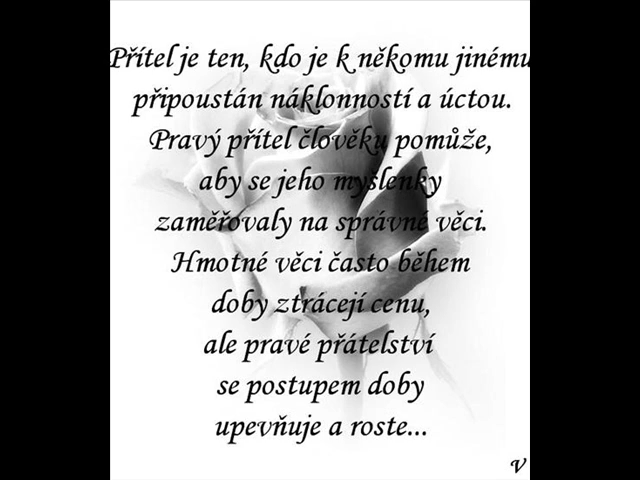 Přítel je ten, kdo je k někomu jinému
připoustán náklonností a úctou.
Pravý přítel člověku pomůže,
aby se jeho myšlenky
zaměřovaly na správné věci.
Hmotné věci často během
doby ztrácejí cenu,
ale pravé přátelství
se postupem doby
upevňuje a roste...
V